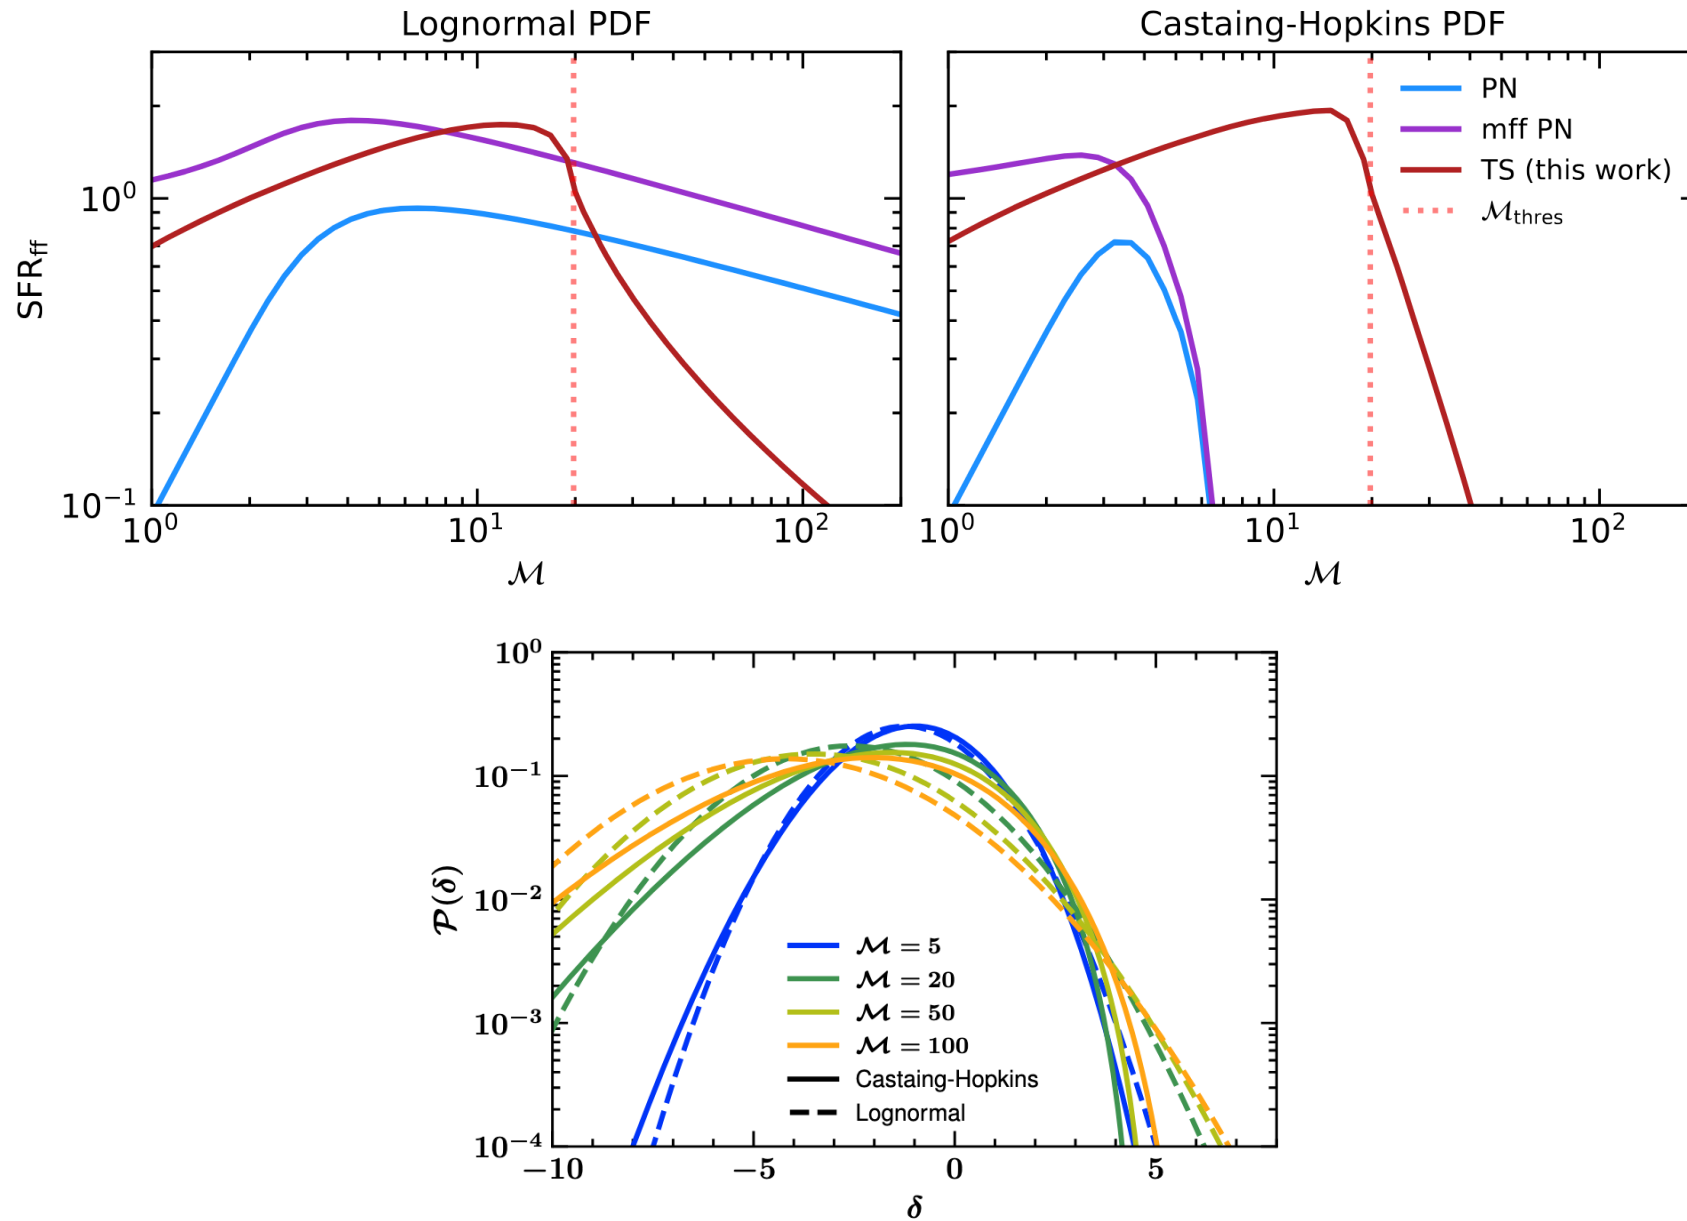 Lognormal PDF
Castaing-Hopkins PDF
SFR_ff
10^0
10^−1
10^0
10^1
10^2
ℳ
PN
mff PN
TS (this work)
ℳ_thres
10^0
10^1
10^2
ℳ
𝒫(δ)
10^0
10^−1
10^−2
10^−3
10^−4
ℳ = 5
ℳ = 20
ℳ = 50
ℳ = 100
Castaing-Hopkins
Lognormal
−10
−5
0
5
δ